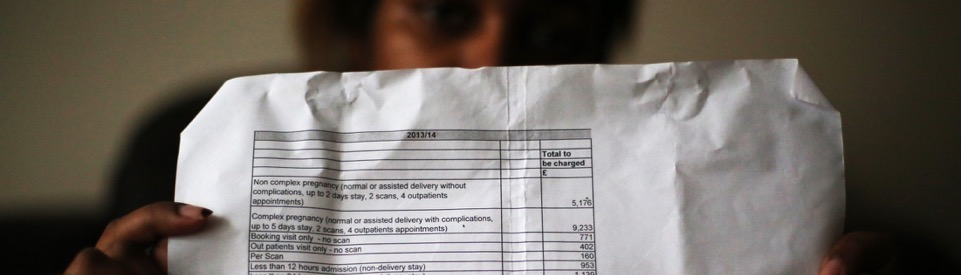 2013/14
Total to
be charged
£
Non complex pregnancy (normal or assisted delivery without
complications, up to 2 days stay, 2 scans, 4 outpatients
appointments) 5,176
Complex pregnancy (normal or assisted delivery with complications,
up to 5 days stay, 2 scans, 4 outpatients appointments) 9,233
Booking visit only - no scan 771
Out patients visit only - no scan 402
Per Scan 160
Less than 12 hours admission (non-delivery stay) 953